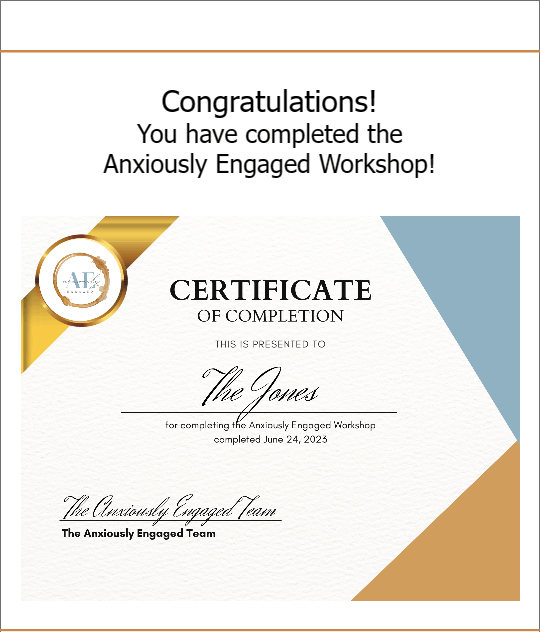 Congratulations!
You have completed the
Anxiously Engaged Workshop!
AE
CERTIFICATE
OF COMPLETION
THIS IS PRESENTED TO
The Jones
for completing the Anxiously Engaged Workshop
completed June 24, 2023
The Anxiously Engaged Team
The Anxiously Engaged Team